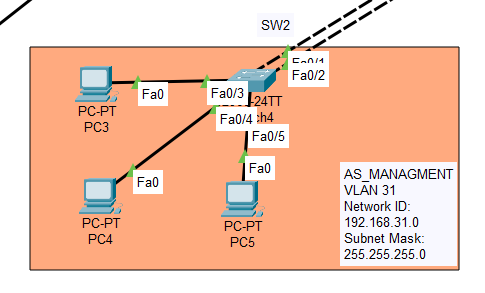 SW2
Fa0/1
Fa0/2
Fa0
Fa0/3
-24TT
Fa0/4
ch4
Fa0/5
PC-PT
PC3
Fa0
Fa0
PC-PT
PC4
PC-PT
PC5
AS_MANAGMENT
VLAN 31
Network ID:
192.168.31.0
Subnet Mask:
255.255.255.0